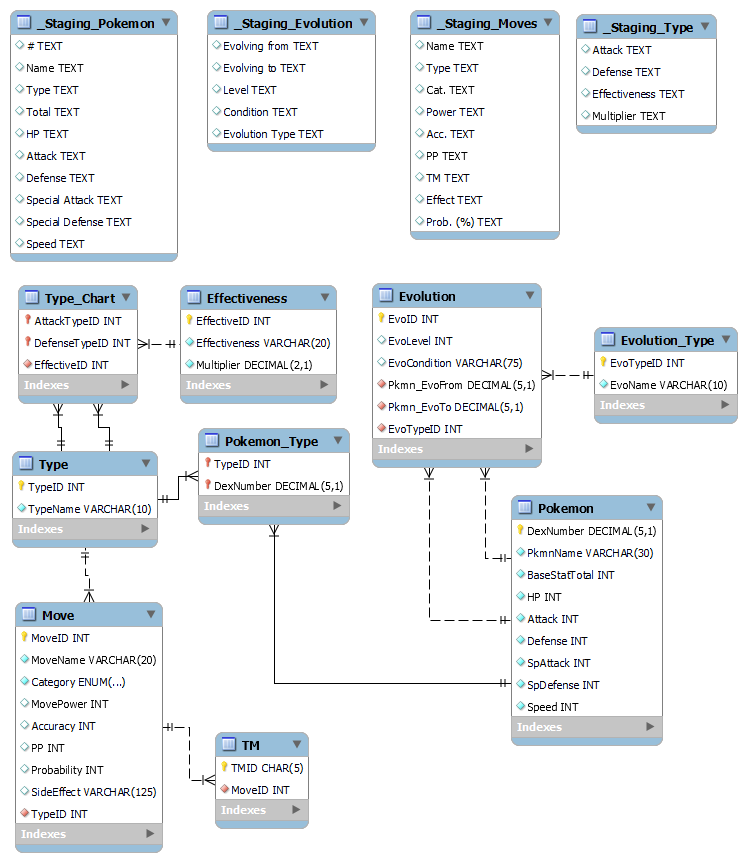 _Staging_Pokemon
# TEXT
Name TEXT
Type TEXT
Total TEXT
HP TEXT
Attack TEXT
Defense TEXT
Special Attack TEXT
Special Defense TEXT
Speed TEXT
_Staging_Evolution
Evolving from TEXT
Evolving to TEXT
Level TEXT
Condition TEXT
Evolution Type TEXT
_Staging_Moves
Name TEXT
Type TEXT
Cat. TEXT
Power TEXT
Acc. TEXT
PP TEXT
TM TEXT
Effect TEXT
Prob. (%) TEXT
_Staging_Type
Attack TEXT
Defense TEXT
Effectiveness TEXT
Multiplier TEXT
Type_Chart
AttackTypeID INT
DefenseTypeID INT
EffectiveID INT
Indexes
Effectiveness
EffectiveID INT
Effectiveness VARCHAR(20)
Multiplier DECIMAL(2,1)
Indexes
Evolution
EvoID INT
EvoLevel INT
EvoCondition VARCHAR(75)
Pkmn_EvoFrom DECIMAL(5,1)
Pkmn_EvoTo DECIMAL(5,1)
EvoTypeID INT
Indexes
Evolution_Type
EvoTypeID INT
EvoName VARCHAR(10)
Indexes
Type
TypeID INT
TypeName VARCHAR(10)
Indexes
Pokemon_Type
TypeID INT
DexNumber DECIMAL(5,1)
Indexes
Pokemon
DexNumber DECIMAL(5,1)
PkmnName VARCHAR(30)
BaseStatTotal INT
HP INT
Attack INT
Defense INT
SpAttack INT
SpDefense INT
Speed INT
Indexes
Move
MoveID INT
MoveName VARCHAR(20)
Category ENUM(...)
MovePower INT
Accuracy INT
PP INT
Probability INT
SideEffect VARCHAR(125)
TypeID INT
Indexes
TM
TMID CHAR(5)
MoveID INT
Indexes